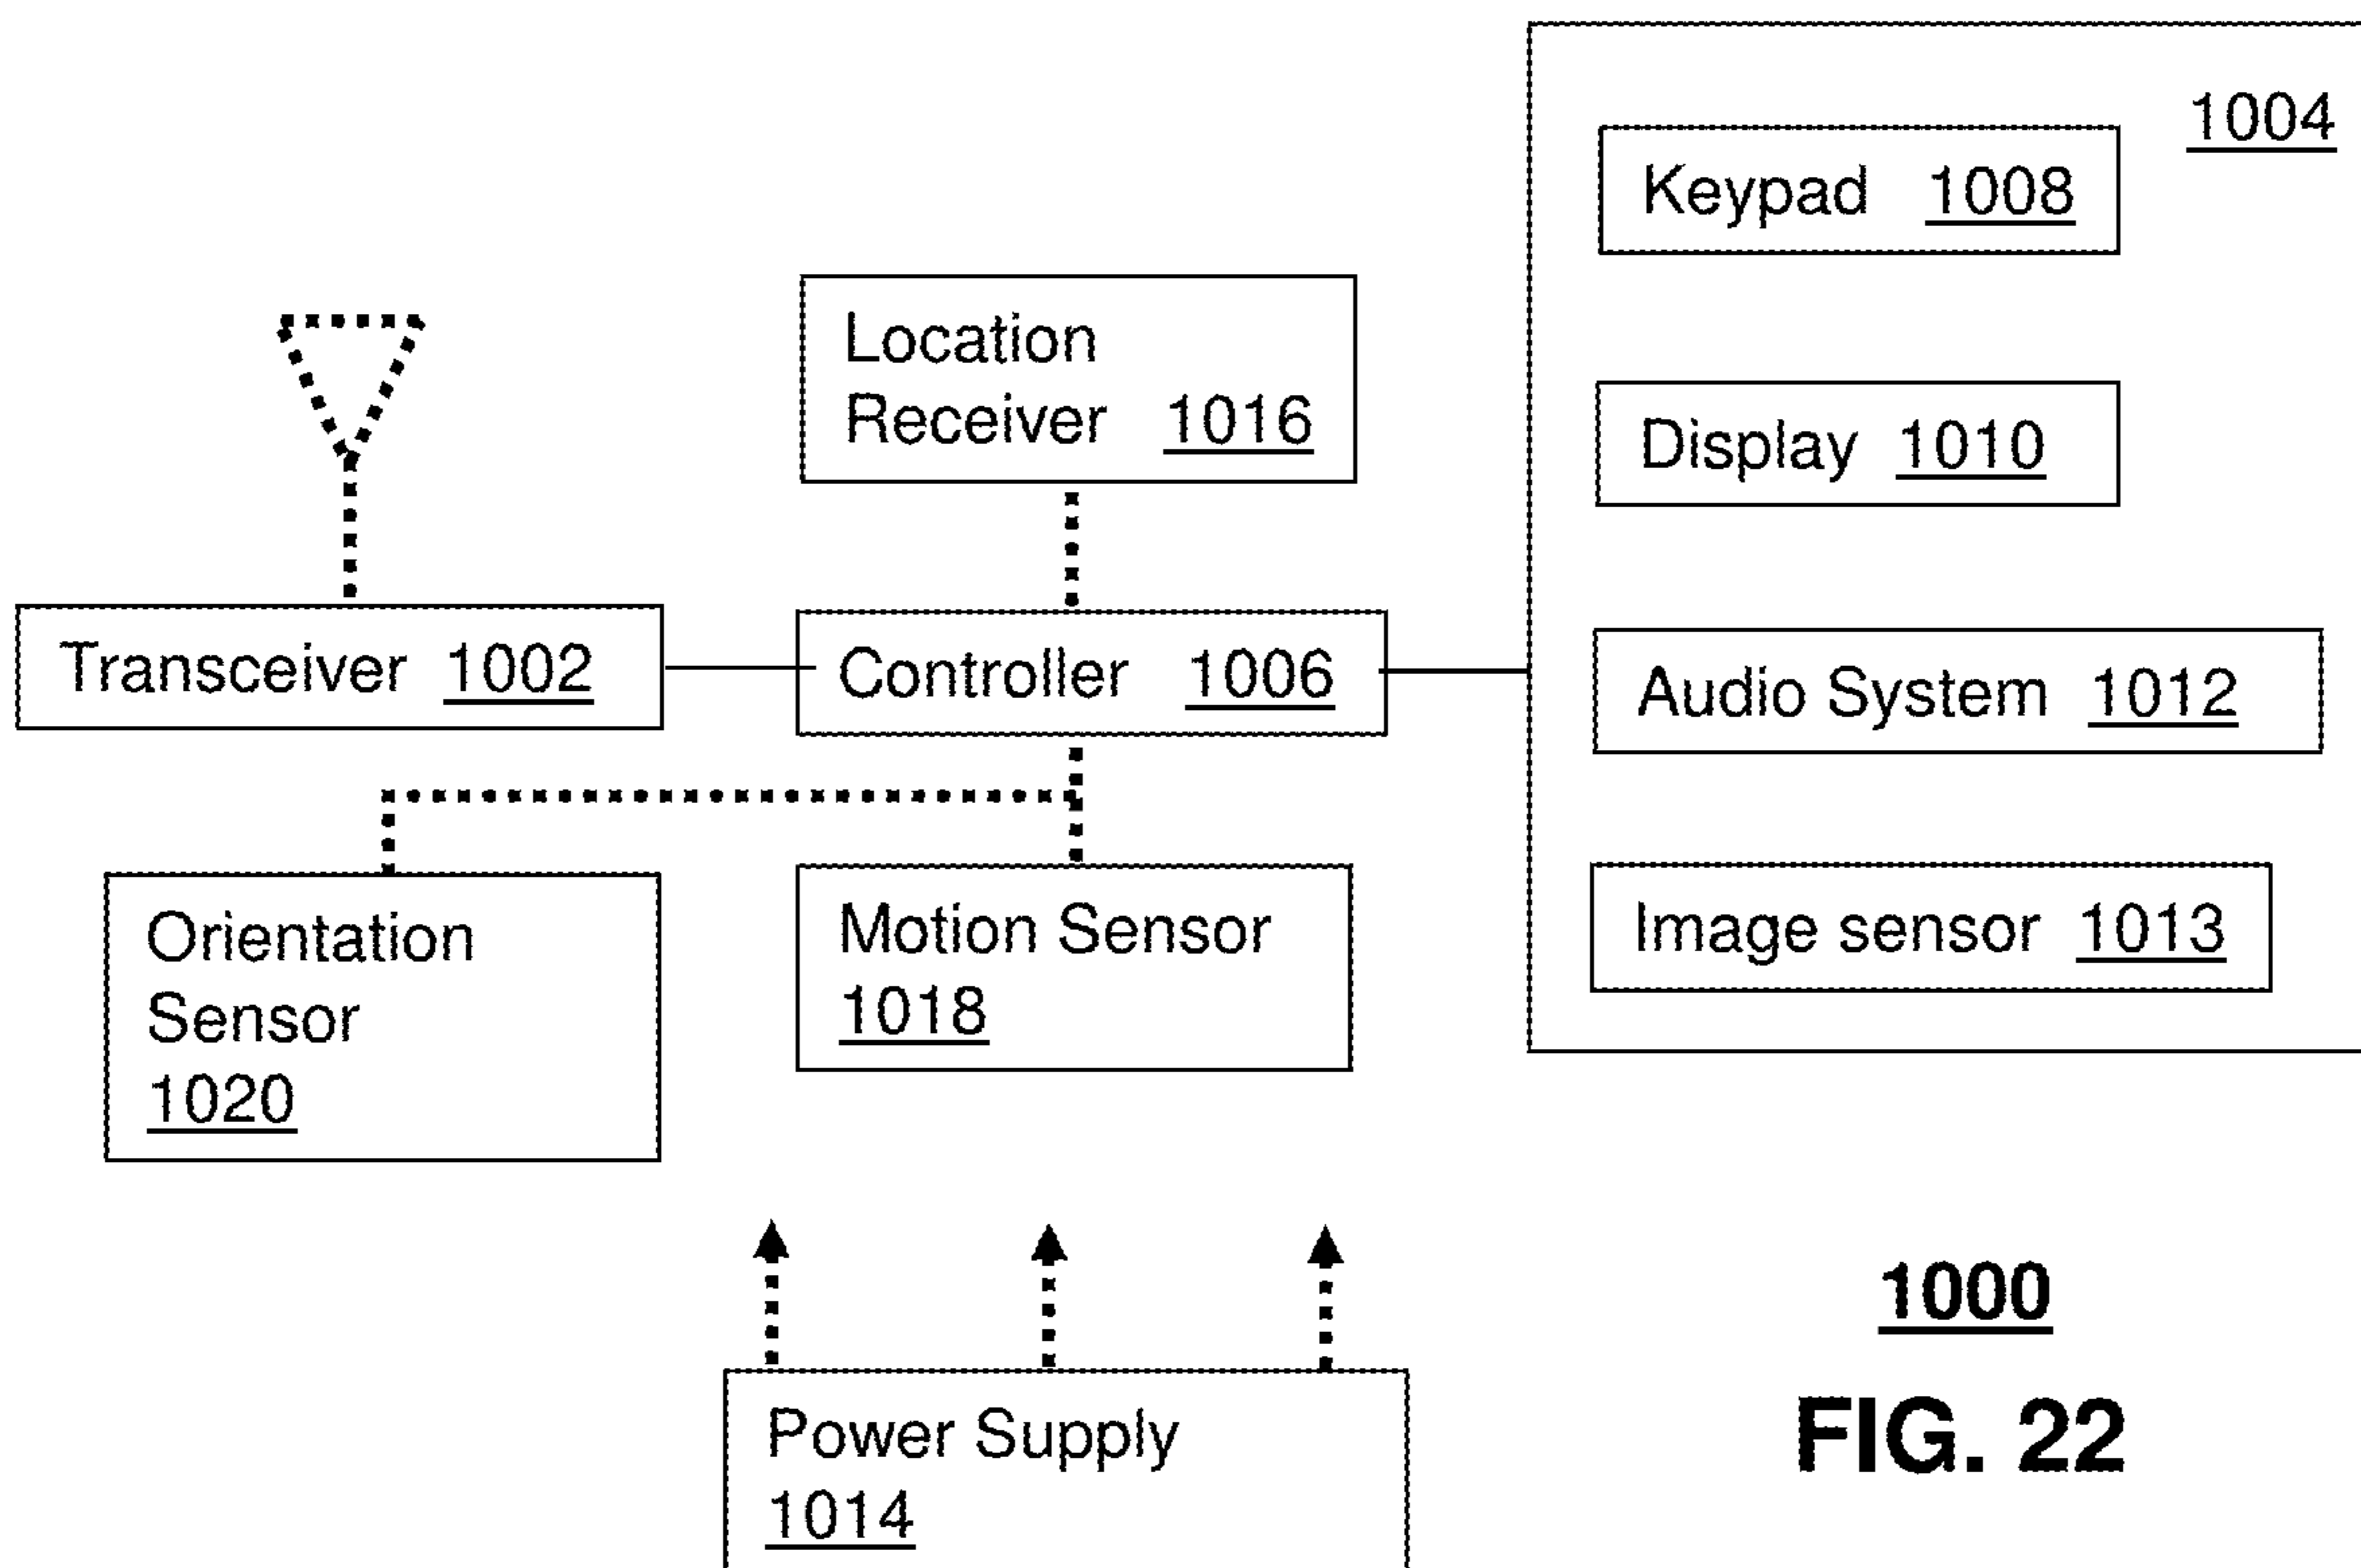 1004
Keypad 1008
Location
Receiver 1016
Display 1010
Transceiver 1002
Controller 1006
Audio System 1012
Orientation
Sensor
1020
Motion Sensor
1018
Image sensor 1013
Power Supply
1014
1000
FIG. 22